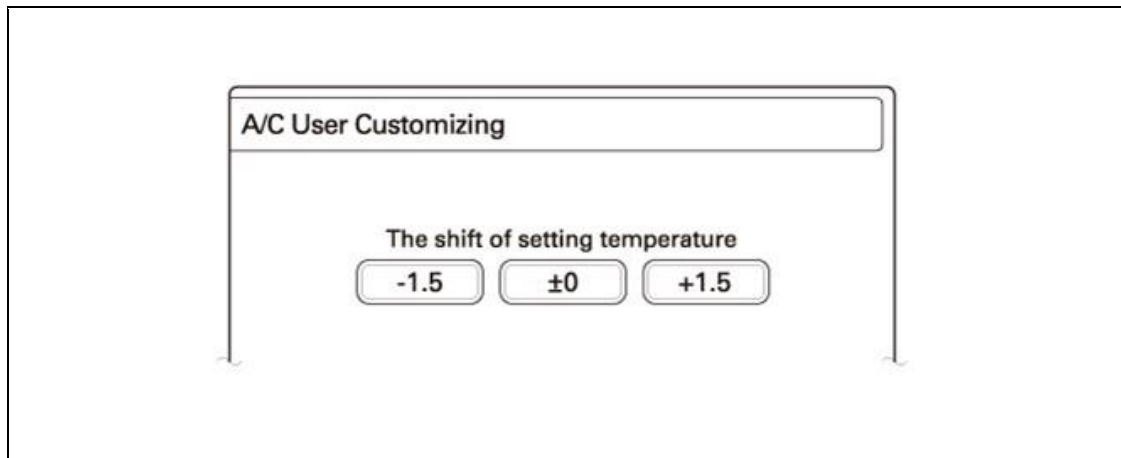 A/C User Customizing
The shift of setting temperature
-1.5 ±0 +1.5